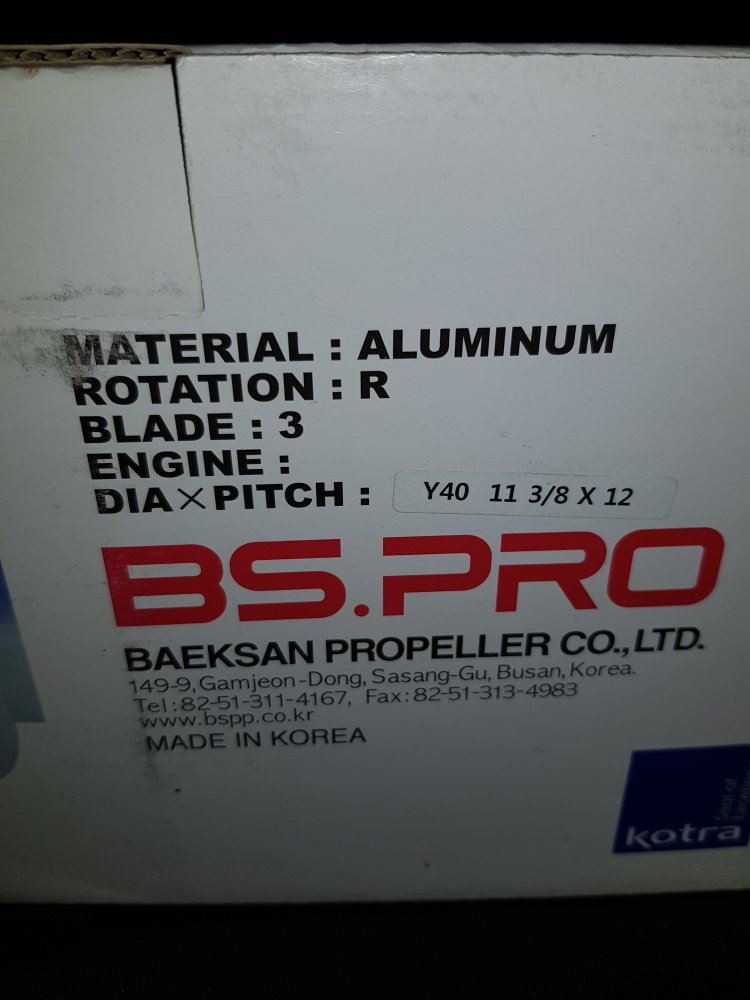 MATERIAL : ALUMINUM
ROTATION : R
BLADE : 3
ENGINE :
DIA×PITCH : Y40 11 3/8 X 12
BS.PRO
BAEKSAN PROPELLER CO.,LTD.
149-9, Gamjeon-Dong, Sasang-Gu, Busan, Korea.
Tel:82-51-311-4167, Fax:82-51-313-4983
www.bspp.co.kr
MADE IN KOREA
Seal of
kotra